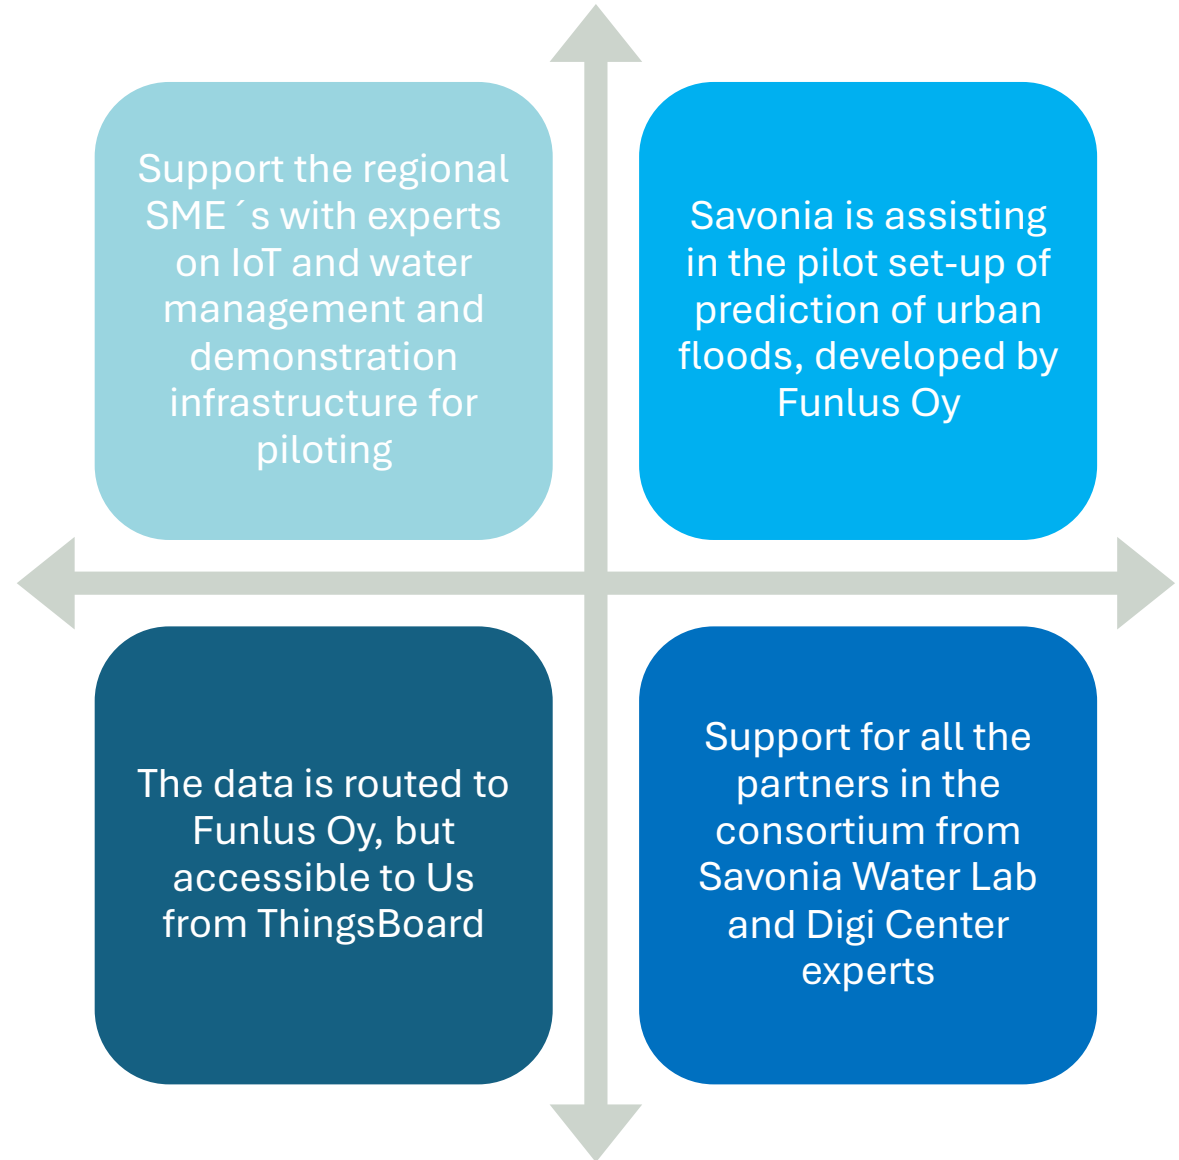 Support the regional
SME ´s with experts
on IoT and water
management and
demonstration
infrastructure for
piloting
Savonia is assisting
in the pilot set-up of
prediction of urban
floods, developed by
Funlus Oy
The data is routed to
Funlus Oy, but
accessible to Us
from ThingsBoard
Support for all the
partners in the
consortium from
Savonia Water Lab
and Digi Center
experts